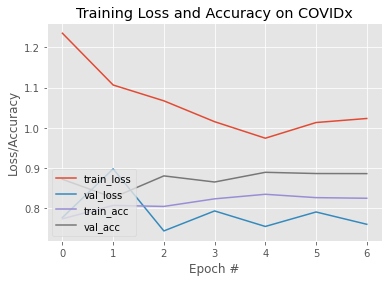 Training Loss and Accuracy on COVIDx
Loss/Accuracy
1.2
1.1
1.0
0.9
0.8
train_loss
val_loss
train_acc
val_acc
0 1 2 3 4 5 6
Epoch #